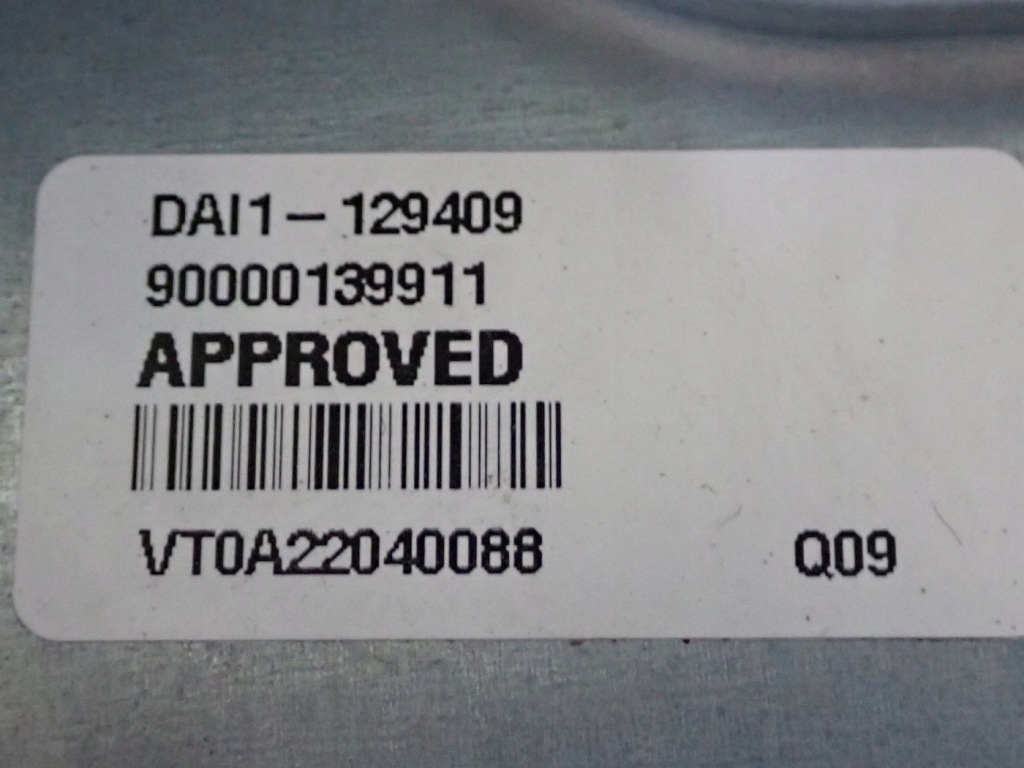 DAI1-129409
90000139911
APPROVED
VT0A22040088 Q09